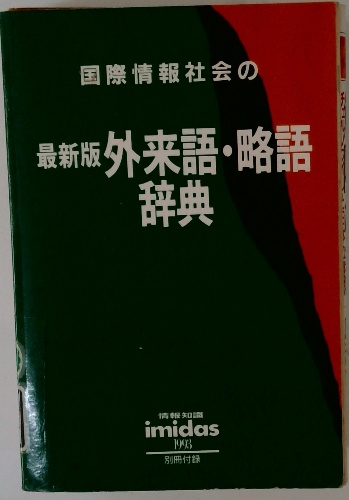 国際情報社会の
最新版 外来語・略語
辞典
情報知識
imidas
1993
別冊付録